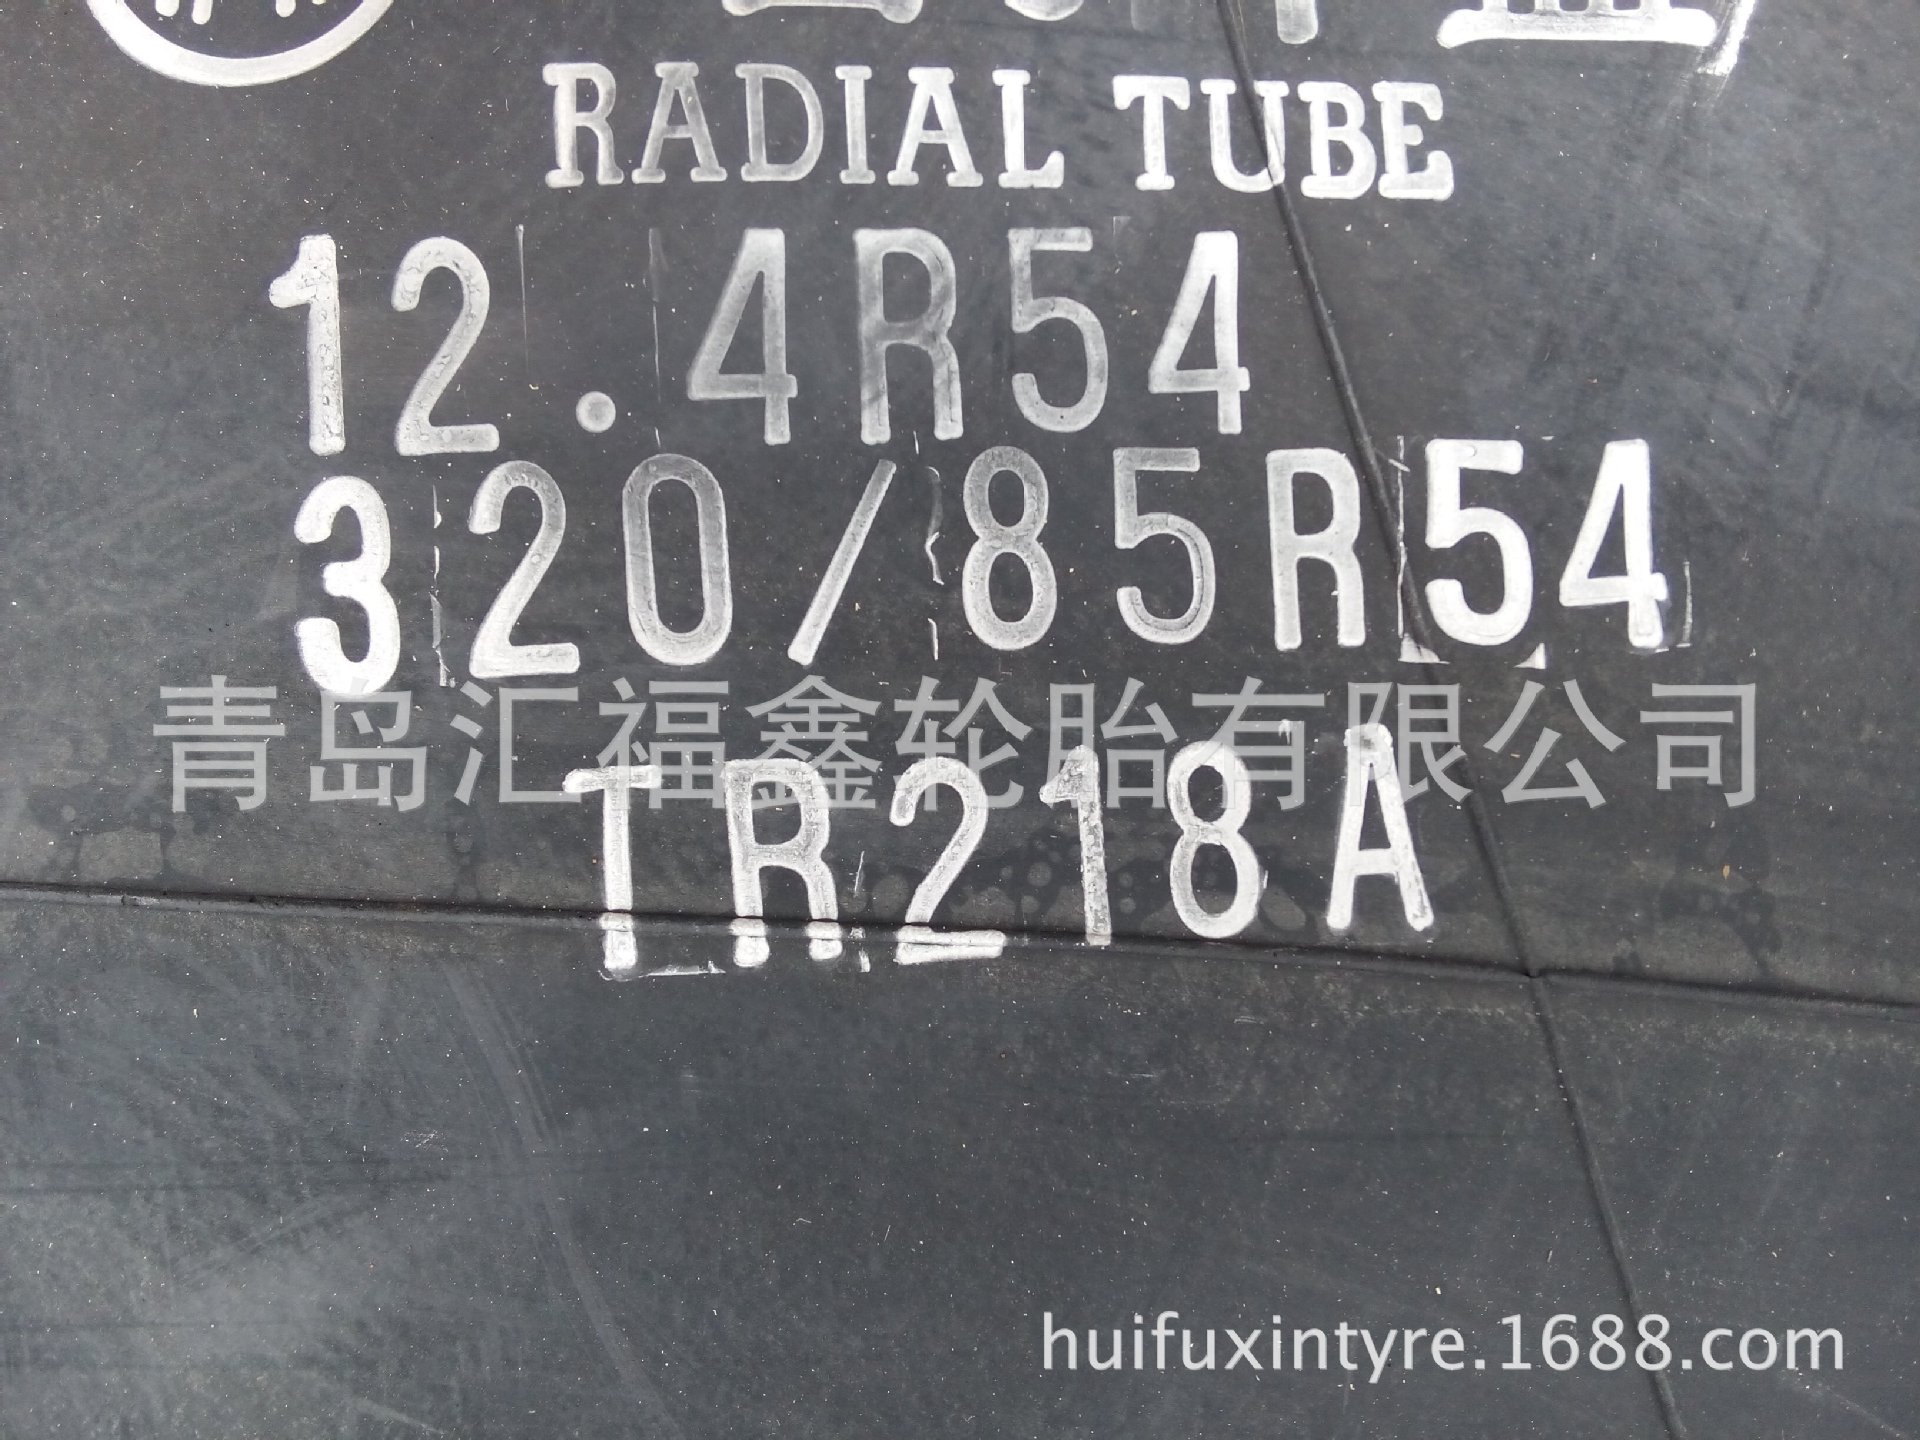 RADIAL TUBE
12.4R54
320/85R54
青岛汇福鑫轮胎有限公司
TR218A
huifuxintyre.1688.com